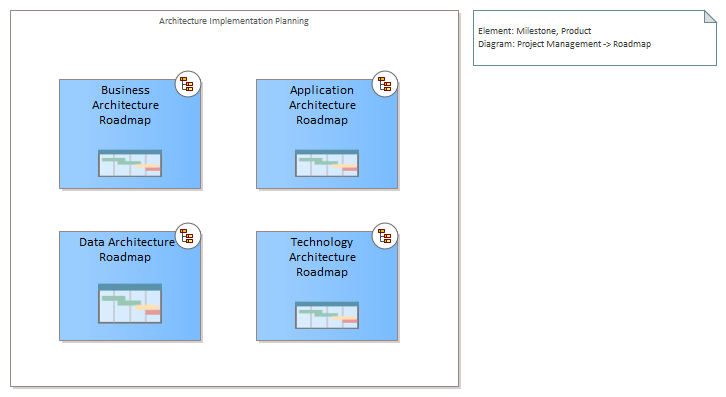 Architecture Implementation Planning
Element: Milestone, Product
Diagram: Project Management -> Roadmap
Business
Architecture
Roadmap
Application
Architecture
Roadmap
Data Architecture
Roadmap
Technology
Architecture
Roadmap